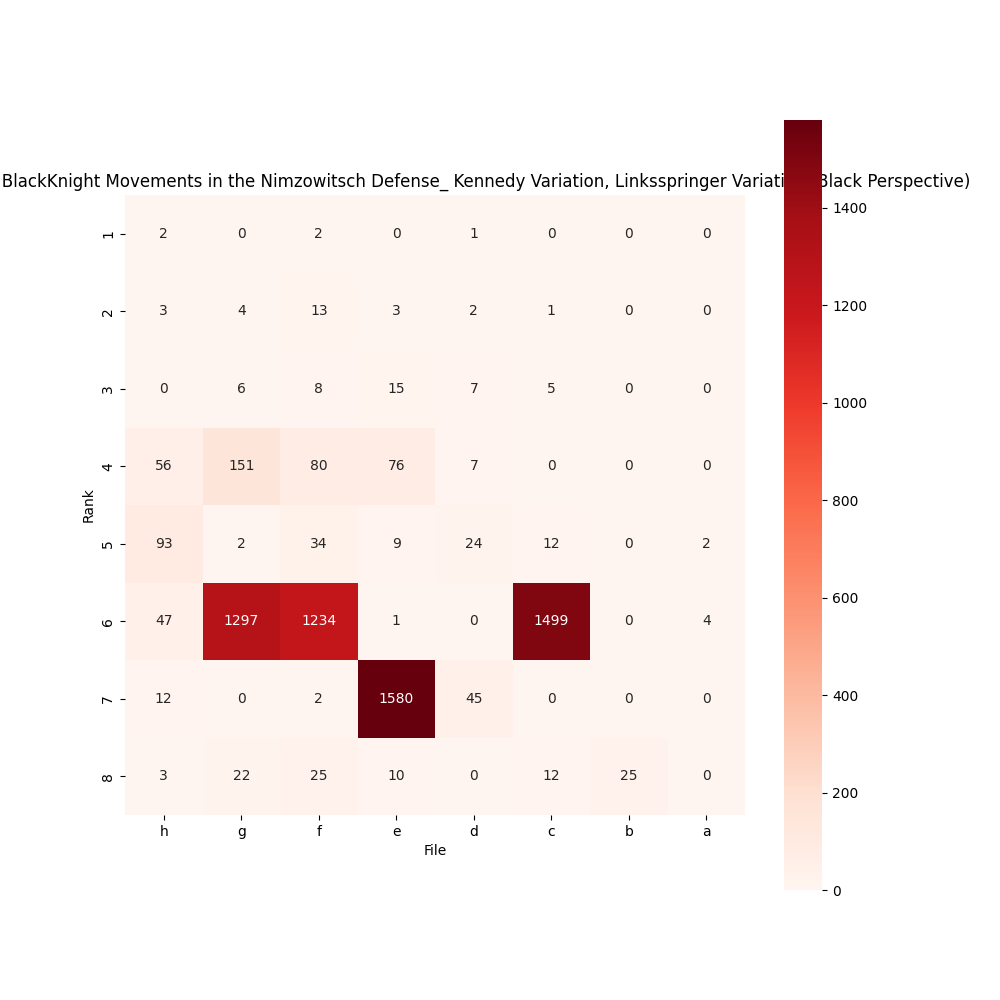 BlackKnight Movements in the Nimzowitsch Defense_ Kennedy Variation, Linksspringer Variati Black Perspective)
1 2 0 2 0 1 0 0 0
2 3 4 13 3 2 1 0 0
3 0 6 8 15 7 5 0 0
4 56 151 80 76 7 0 0 0
5 93 2 34 9 24 12 0 2
6 47 1297 1234 1 0 1499 0 4
7 12 0 2 1580 45 0 0 0
8 3 22 25 10 0 12 25 0
h g f e d c b a
File
Rank
1400
1200
1000
800
600
400
200
0